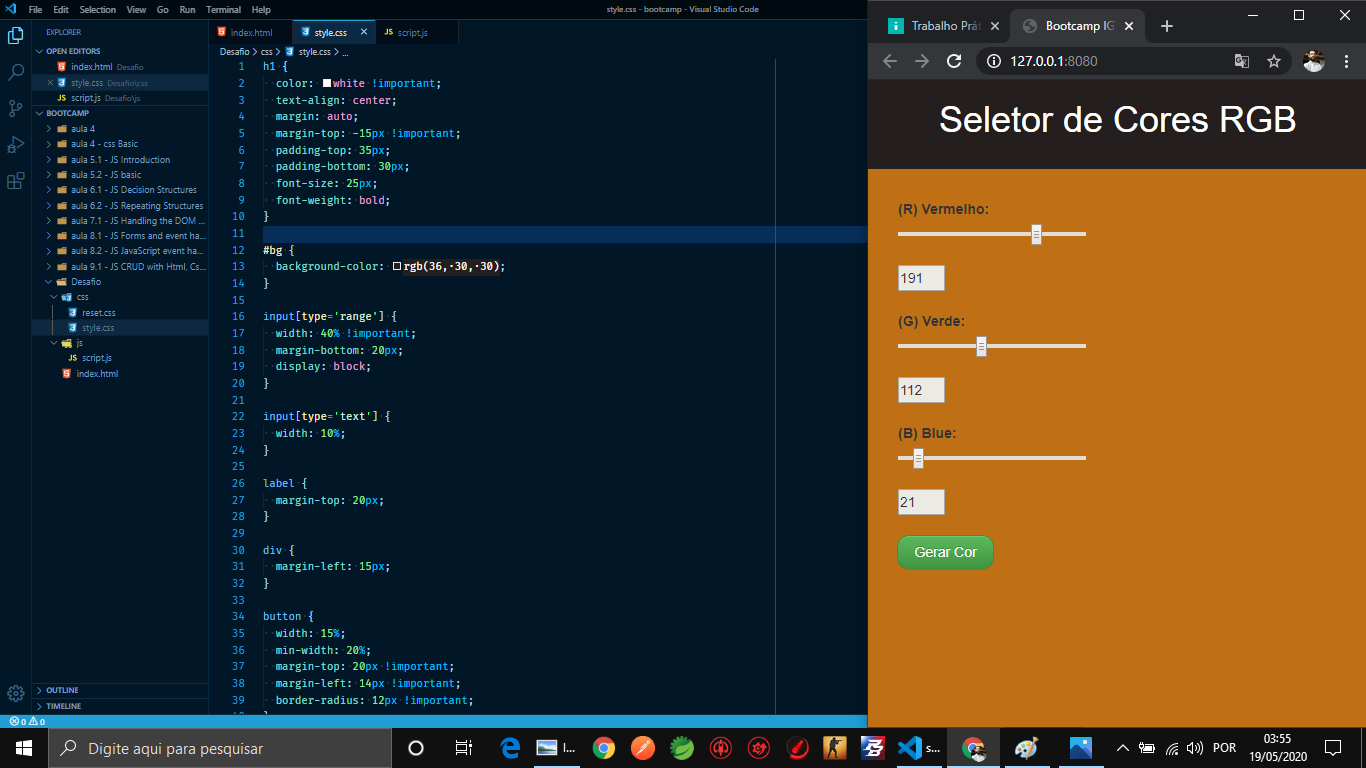 File Edit Selection View Go Run Terminal Help
style.css - bootcamp - Visual Studio Code
EXPLORER
OPEN EDITORS
index.html Desafio
style.css Desafio\css
script.js Desafio\js
BOOTCAMP
aula 4
aula 4 - css Basic
aula 5.1 - JS Introduction
aula 5.2 - JS basic
aula 6.1 - JS Decision Structures
aula 6.2 - JS Repeating Structures
aula 7.1 - JS Handling the DOM ...
aula 8.1 - JS Forms and event ha...
aula 8.2 - JS JavaScript event ha...
aula 9.1 - JS CRUD with Html, Cs...
Desafio
css
reset.css
style.css
js
JS script.js
index.html
OUTLINE
TIMELINE
0 0
index.html
style.css
JS script.js
Desafio > css > style.css > ...
1 h1 {
2 color: white !important;
3 text-align: center;
4 margin: auto;
5 margin-top: -15px !important;
6 padding-top: 35px;
7 padding-bottom: 30px;
8 font-size: 25px;
9 font-weight: bold;
10 }
11
12 #bg {
13 background-color: rgb(36, 30, 30);
14 }
15
16 input[type='range'] {
17 width: 40% !important;
18 margin-bottom: 20px;
19 display: block;
20 }
21
22 input[type='text'] {
23 width: 10%;
24 }
25
26 label {
27 margin-top: 20px;
28 }
29
30 div {
31 margin-left: 15px;
32 }
33
34 button {
35 width: 15%;
36 min-width: 20%;
37 margin-top: 20px !important;
38 margin-left: 14px !important;
39 border-radius: 12px !important;
Trabalho Prát
Bootcamp IG
127.0.0.1:8080
Seletor de Cores RGB
(R) Vermelho:
191
(G) Verde:
112
(B) Blue:
21
Gerar Cor
Digite aqui para pesquisar
I...
s...
POR
03:55
19/05/2020